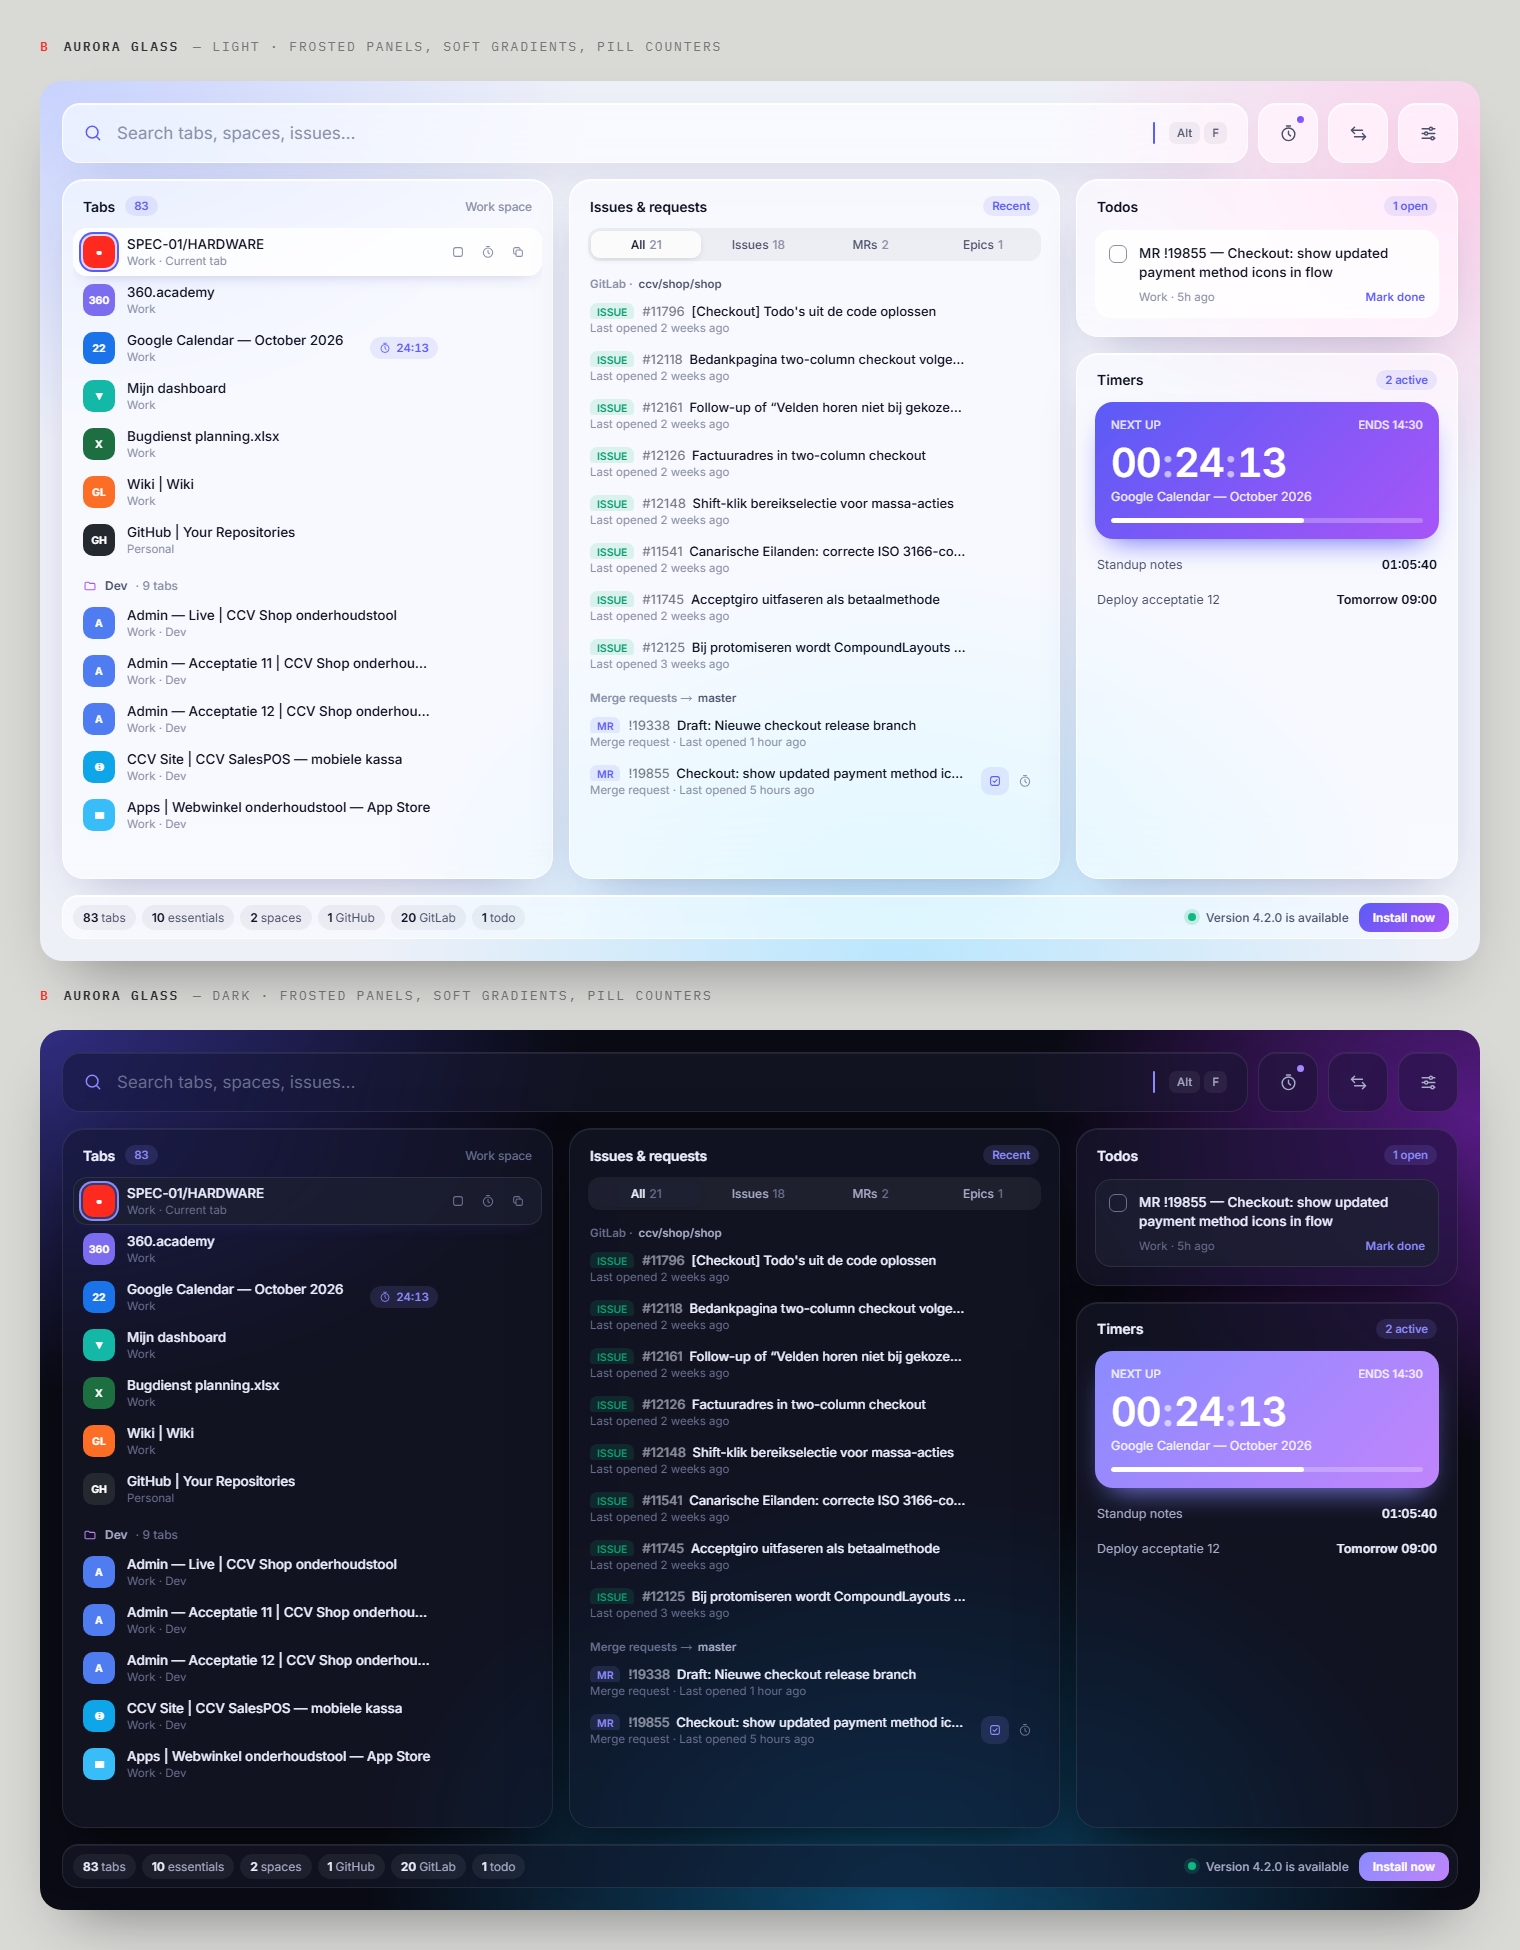 B AURORA GLASS — LIGHT · FROSTED PANELS, SOFT GRADIENTS, PILL COUNTERS
Search tabs, spaces, issues... Alt F
Tabs 83 Work space
SPEC-01/HARDWARE
Work · Current tab
360 360.academy
Work
22 Google Calendar — October 2026 24:13
Work
Mijn dashboard
Work
X Bugdienst planning.xlsx
Work
GL Wiki | Wiki
Work
GH GitHub | Your Repositories
Personal
Dev · 9 tabs
A Admin — Live | CCV Shop onderhoudstool
Work · Dev
A Admin — Acceptatie 11 | CCV Shop onderhou...
Work · Dev
A Admin — Acceptatie 12 | CCV Shop onderhou...
Work · Dev
CCV Site | CCV SalesPOS — mobiele kassa
Work · Dev
Apps | Webwinkel onderhoudstool — App Store
Work · Dev
Issues & requests Recent
All 21 Issues 18 MRs 2 Epics 1
GitLab · ccv/shop/shop
ISSUE #11796 [Checkout] Todo's uit de code oplossen
Last opened 2 weeks ago
ISSUE #12118 Bedankpagina two-column checkout volge...
Last opened 2 weeks ago
ISSUE #12161 Follow-up of “Velden horen niet bij gekoze...
Last opened 2 weeks ago
ISSUE #12126 Factuuradres in two-column checkout
Last opened 2 weeks ago
ISSUE #12148 Shift-klik bereikselectie voor massa-acties
Last opened 2 weeks ago
ISSUE #11541 Canarische Eilanden: correcte ISO 3166-co...
Last opened 2 weeks ago
ISSUE #11745 Acceptgiro uitfaseren als betaalmethode
Last opened 2 weeks ago
ISSUE #12125 Bij protomiseren wordt CompoundLayouts ...
Last opened 3 weeks ago
Merge requests → master
MR !19338 Draft: Nieuwe checkout release branch
Merge request · Last opened 1 hour ago
MR !19855 Checkout: show updated payment method ic...
Merge request · Last opened 5 hours ago
Todos 1 open
MR !19855 — Checkout: show updated
payment method icons in flow
Work · 5h ago Mark done
Timers 2 active
NEXT UP ENDS 14:30
00:24:13
Google Calendar — October 2026
Standup notes 01:05:40
Deploy acceptatie 12 Tomorrow 09:00
83 tabs 10 essentials 2 spaces 1 GitHub 20 GitLab 1 todo Version 4.2.0 is available Install now
B AURORA GLASS — DARK · FROSTED PANELS, SOFT GRADIENTS, PILL COUNTERS
Search tabs, spaces, issues... Alt F
Tabs 83 Work space
SPEC-01/HARDWARE
Work · Current tab
360 360.academy
Work
22 Google Calendar — October 2026 24:13
Work
Mijn dashboard
Work
X Bugdienst planning.xlsx
Work
GL Wiki | Wiki
Work
GH GitHub | Your Repositories
Personal
Dev · 9 tabs
A Admin — Live | CCV Shop onderhoudstool
Work · Dev
A Admin — Acceptatie 11 | CCV Shop onderhou...
Work · Dev
A Admin — Acceptatie 12 | CCV Shop onderhou...
Work · Dev
CCV Site | CCV SalesPOS — mobiele kassa
Work · Dev
Apps | Webwinkel onderhoudstool — App Store
Work · Dev
Issues & requests Recent
All 21 Issues 18 MRs 2 Epics 1
GitLab · ccv/shop/shop
ISSUE #11796 [Checkout] Todo's uit de code oplossen
Last opened 2 weeks ago
ISSUE #12118 Bedankpagina two-column checkout volge...
Last opened 2 weeks ago
ISSUE #12161 Follow-up of “Velden horen niet bij gekoze...
Last opened 2 weeks ago
ISSUE #12126 Factuuradres in two-column checkout
Last opened 2 weeks ago
ISSUE #12148 Shift-klik bereikselectie voor massa-acties
Last opened 2 weeks ago
ISSUE #11541 Canarische Eilanden: correcte ISO 3166-co...
Last opened 2 weeks ago
ISSUE #11745 Acceptgiro uitfaseren als betaalmethode
Last opened 2 weeks ago
ISSUE #12125 Bij protomiseren wordt CompoundLayouts ...
Last opened 3 weeks ago
Merge requests → master
MR !19338 Draft: Nieuwe checkout release branch
Merge request · Last opened 1 hour ago
MR !19855 Checkout: show updated payment method ic...
Merge request · Last opened 5 hours ago
Todos 1 open
MR !19855 — Checkout: show updated
payment method icons in flow
Work · 5h ago Mark done
Timers 2 active
NEXT UP ENDS 14:30
00:24:13
Google Calendar — October 2026
Standup notes 01:05:40
Deploy acceptatie 12 Tomorrow 09:00
83 tabs 10 essentials 2 spaces 1 GitHub 20 GitLab 1 todo Version 4.2.0 is available Install now